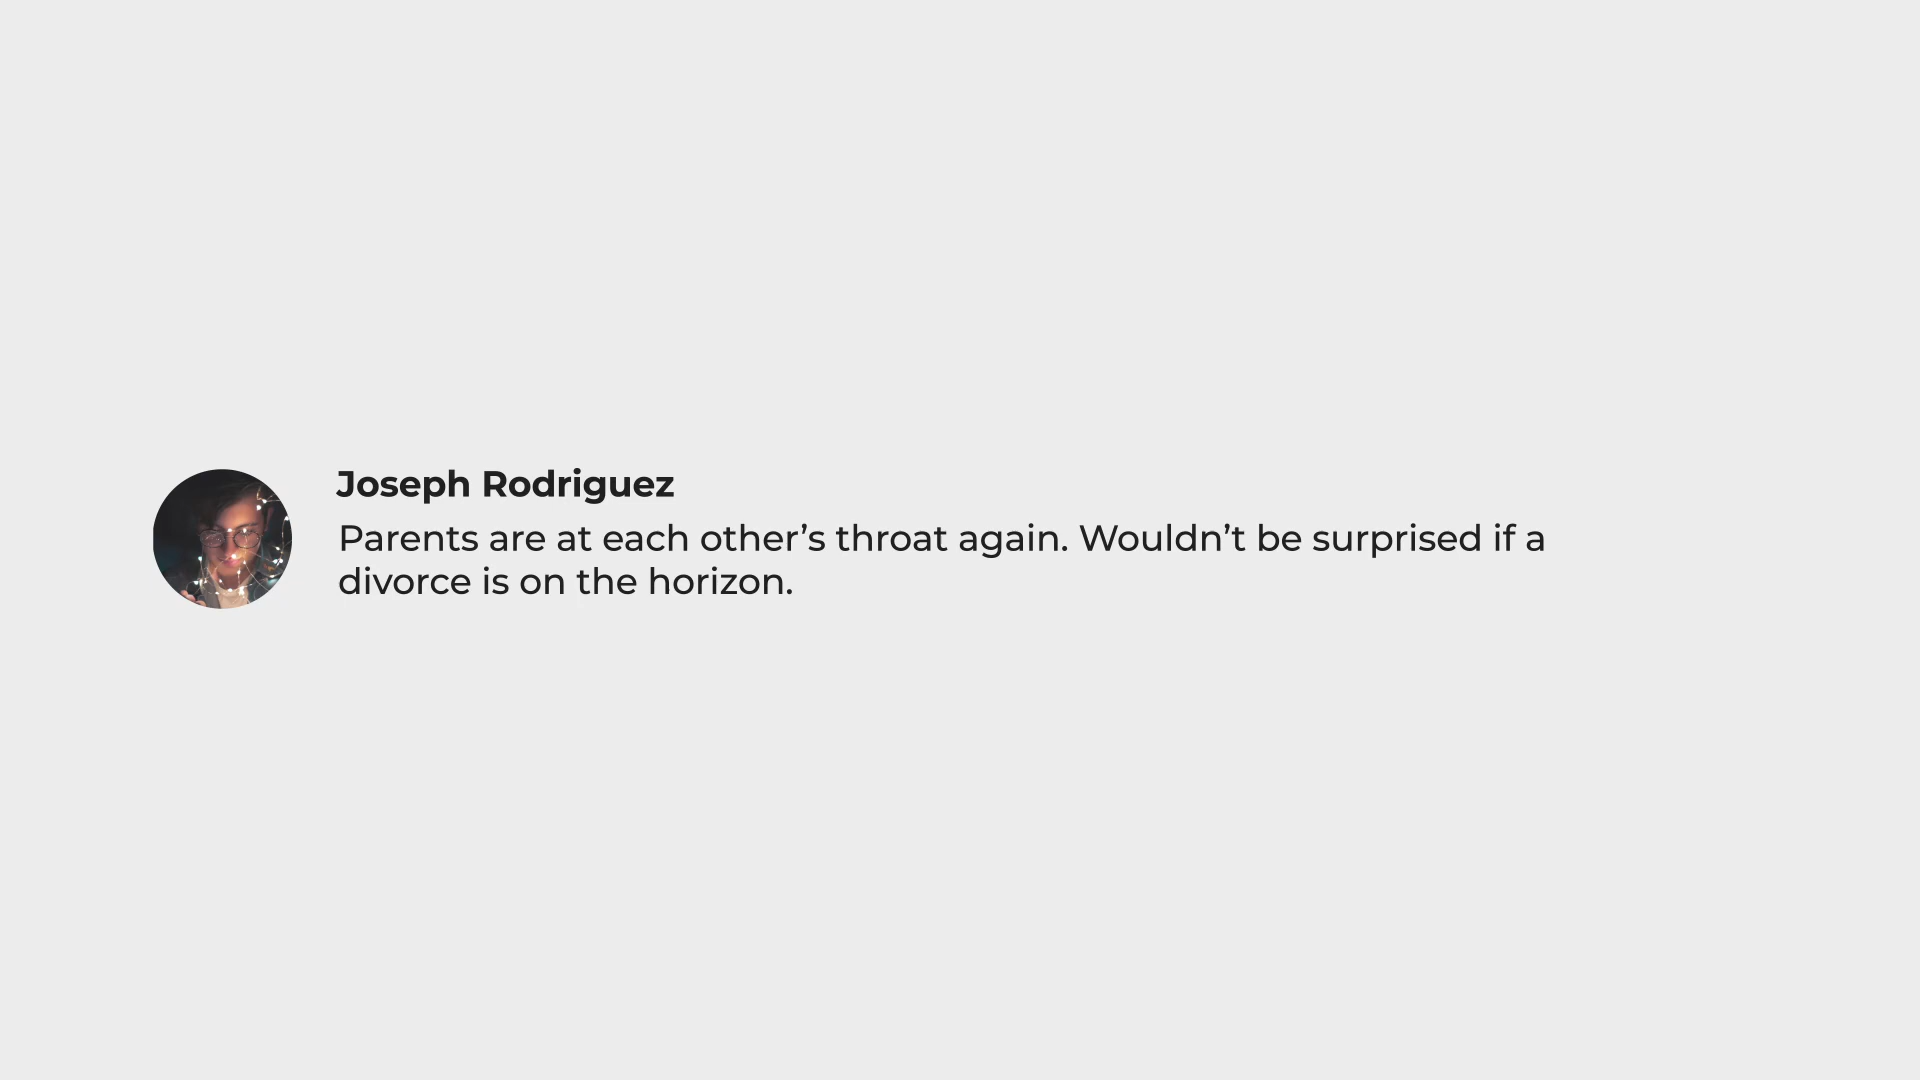 Joseph Rodriguez
Parents are at each other’s throat again. Wouldn’t be surprised if a
divorce is on the horizon.